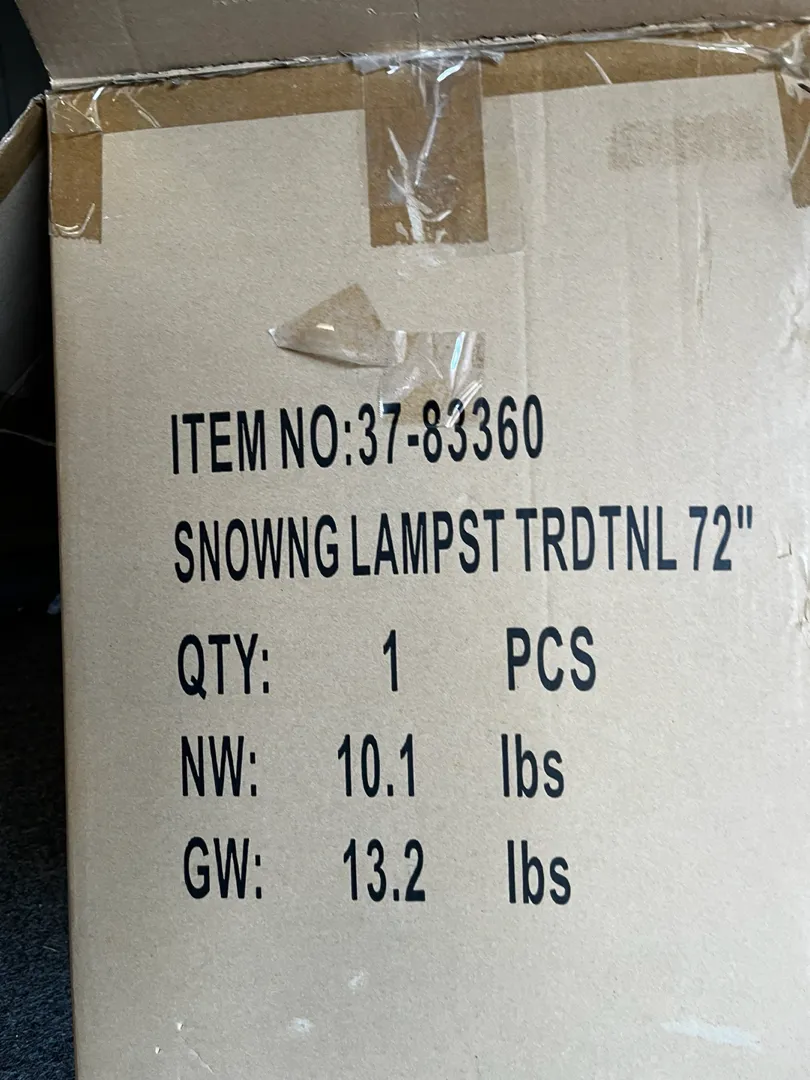 ITEM NO:37-83360
SNOWNG LAMPST TRDTNL 72"
QTY: 1 PCS
NW: 10.1 lbs
GW: 13.2 lbs